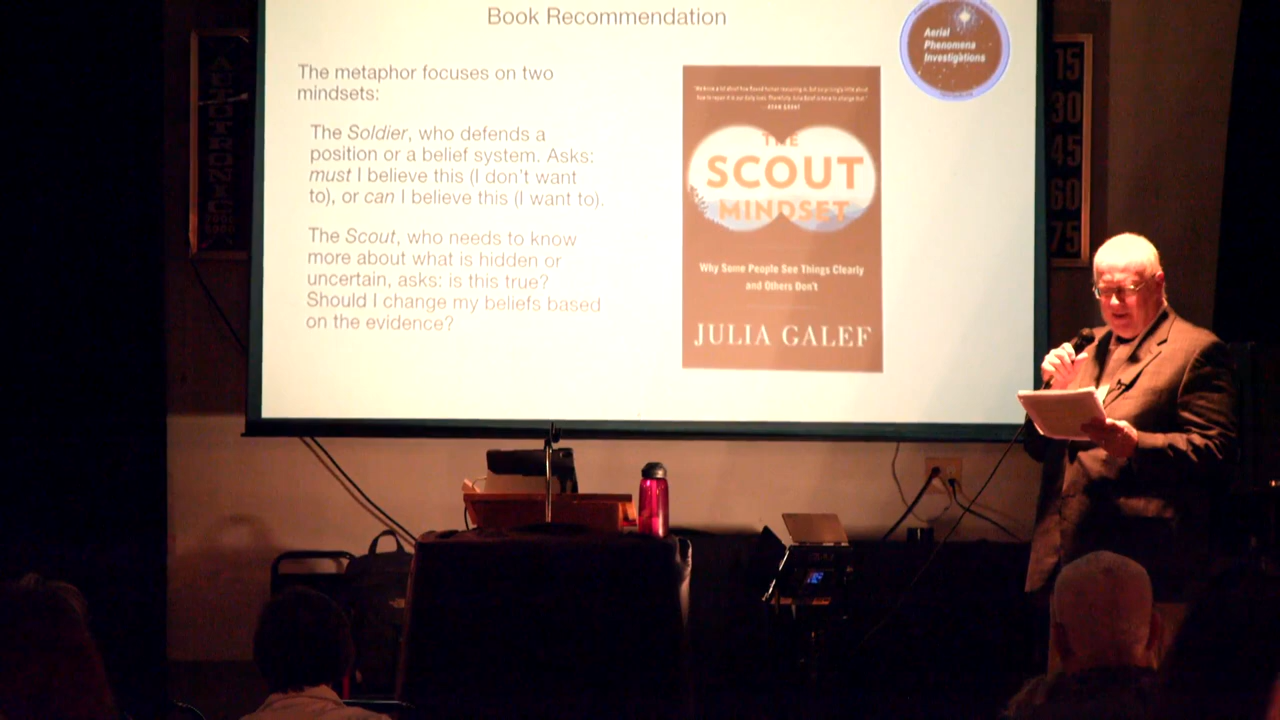 Book Recommendation
The metaphor focuses on two
mindsets:
The Soldier, who defends a
position or a belief system. Asks:
must I believe this (I don't want
to), or can I believe this (I want to).
The Scout, who needs to know
more about what is hidden or
uncertain, asks: is this true?
Should I change my beliefs based
on the evidence?
THE
SCOUT
MINDSET
Why Some People See Things Clearly
and Others Don't
JULIA GALEF
Aerial
Phenomena
Investigations
AUTOTRONICS
15
30
45
60
75